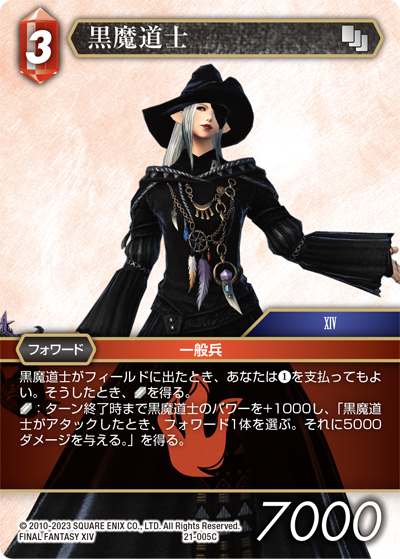 3
黒魔道士
XIV
フォワード
一般兵
黒魔道士がフィールドに出たとき、あなたは❶を支払ってもよ
い。そうしたとき、を得る。
：ターン終了時まで黒魔道士のパワーを+1000し、「黒魔道
士がアタックしたとき、フォワード1体を選ぶ。それに5000
ダメージを与える。」を得る。
© 2010-2023 SQUARE ENIX CO., LTD. All Rights Reserved.
FINAL FANTASY XIV
21-005C
7000